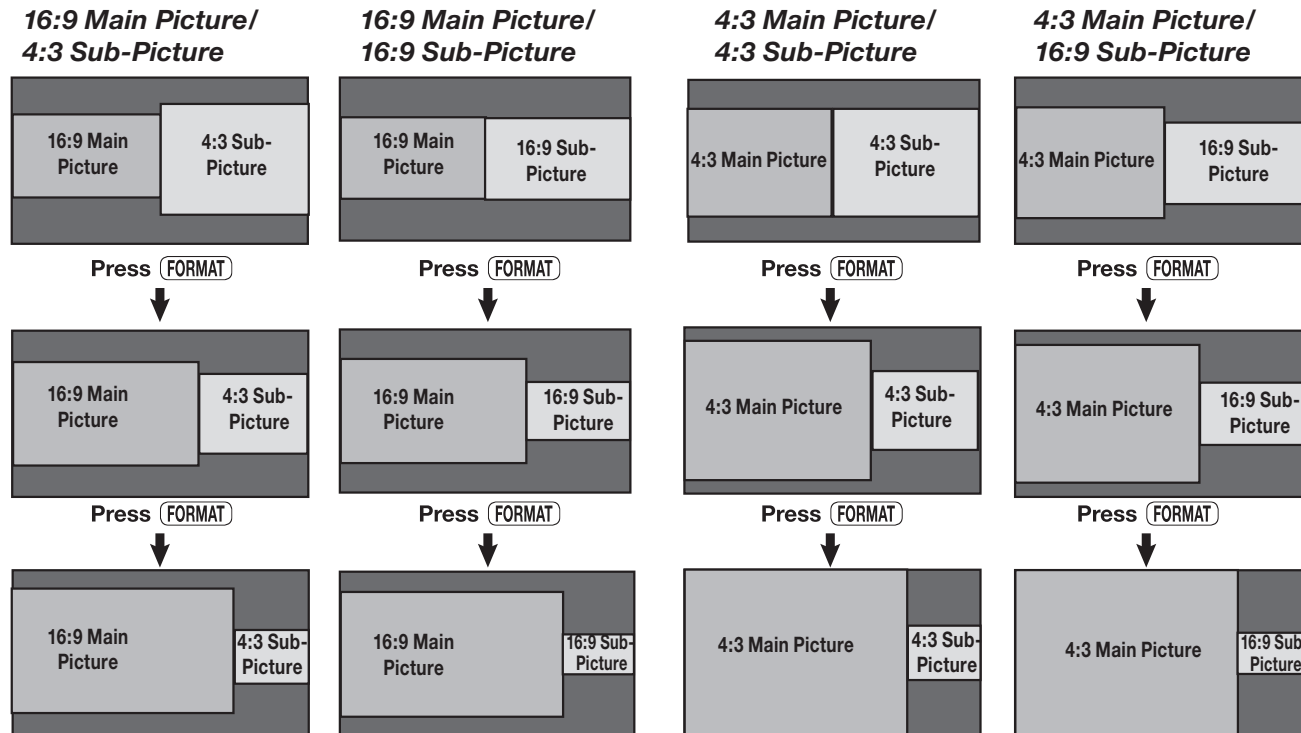 16:9 Main Picture/
4:3 Sub-Picture
16:9 Main Picture/
16:9 Sub-Picture
4:3 Main Picture/
4:3 Sub-Picture
4:3 Main Picture/
16:9 Sub-Picture
16:9 Main
Picture
4:3 Sub-
Picture
16:9 Main
Picture
16:9 Sub-
Picture
4:3 Main Picture
4:3 Sub-
Picture
4:3 Main Picture
16:9 Sub-
Picture
Press FORMAT
Press FORMAT
Press FORMAT
Press FORMAT
16:9 Main
Picture
4:3 Sub-
Picture
16:9 Main
Picture
16:9 Sub-
Picture
4:3 Main Picture
4:3 Sub-
Picture
4:3 Main Picture
16:9 Sub-
Picture
Press FORMAT
Press FORMAT
Press FORMAT
Press FORMAT
16:9 Main
Picture
4:3 Sub-
Picture
16:9 Main
Picture
16:9 Sub-
Picture
4:3 Main Picture
4:3 Sub-
Picture
4:3 Main Picture
16:9 Sub
Picture